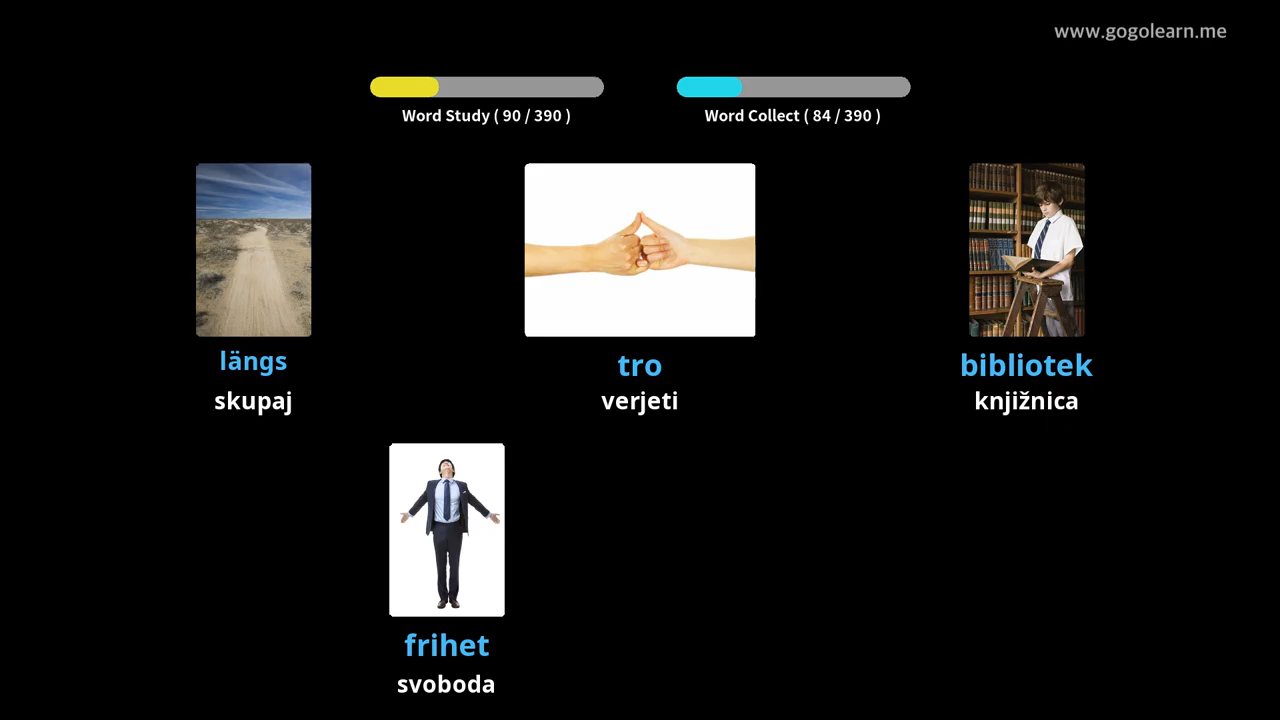 www.gogolearn.me
Word Study ( 90 / 390 )
Word Collect ( 84 / 390 )
längs
tro
bibliotek
skupaj
verjeti
knjižnica
frihet
svoboda